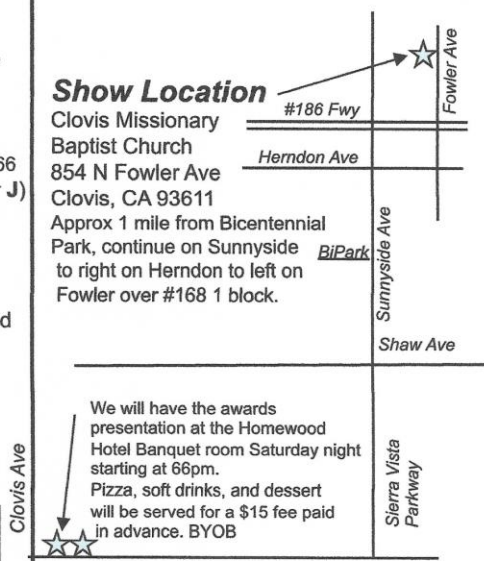 Show Location
Clovis Missionary
Baptist Church
854 N Fowler Ave
Clovis, CA 93611
Approx 1 mile from Bicentennial
Park, continue on Sunnyside
to right on Herndon to left on
Fowler over #168 1 block.
#186 Fwy
Herndon Ave
Fowler Ave
BiPark
Sunnyside Ave
Shaw Ave
66
J)
d
We will have the awards
presentation at the Homewood
Hotel Banquet room Saturday night
starting at 66pm.
Pizza, soft drinks, and dessert
will be served for a $15 fee paid
in advance. BYOB
Clovis Ave
Sierra Vista
Parkway